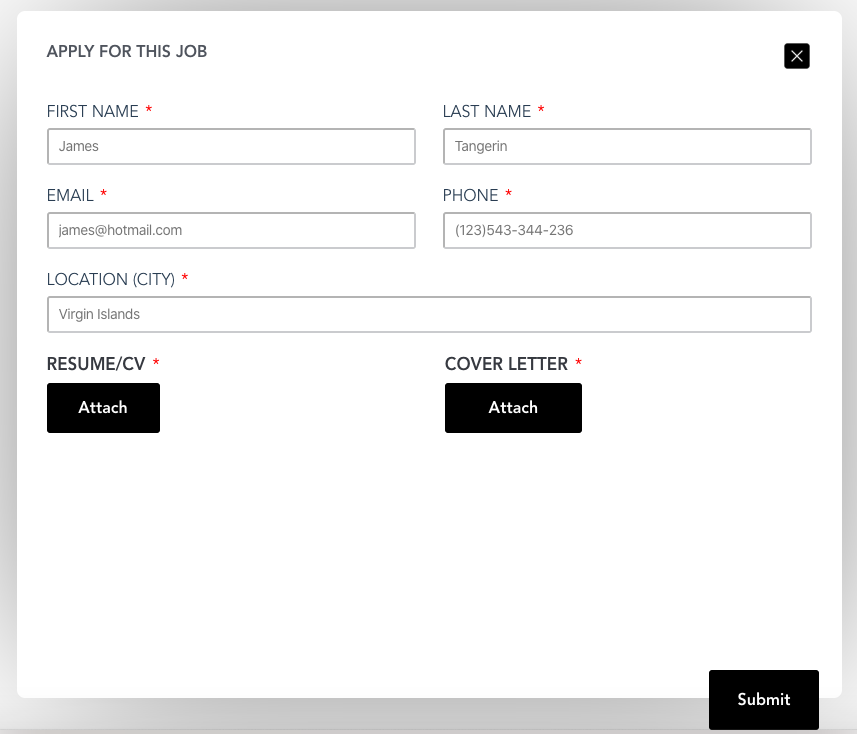 APPLY FOR THIS JOB
FIRST NAME *
LAST NAME *
James
Tangerin
EMAIL *
PHONE *
james@hotmail.com
(123)543-344-236
LOCATION (CITY) *
Virgin Islands
RESUME/CV *
COVER LETTER *
Attach
Attach
Submit